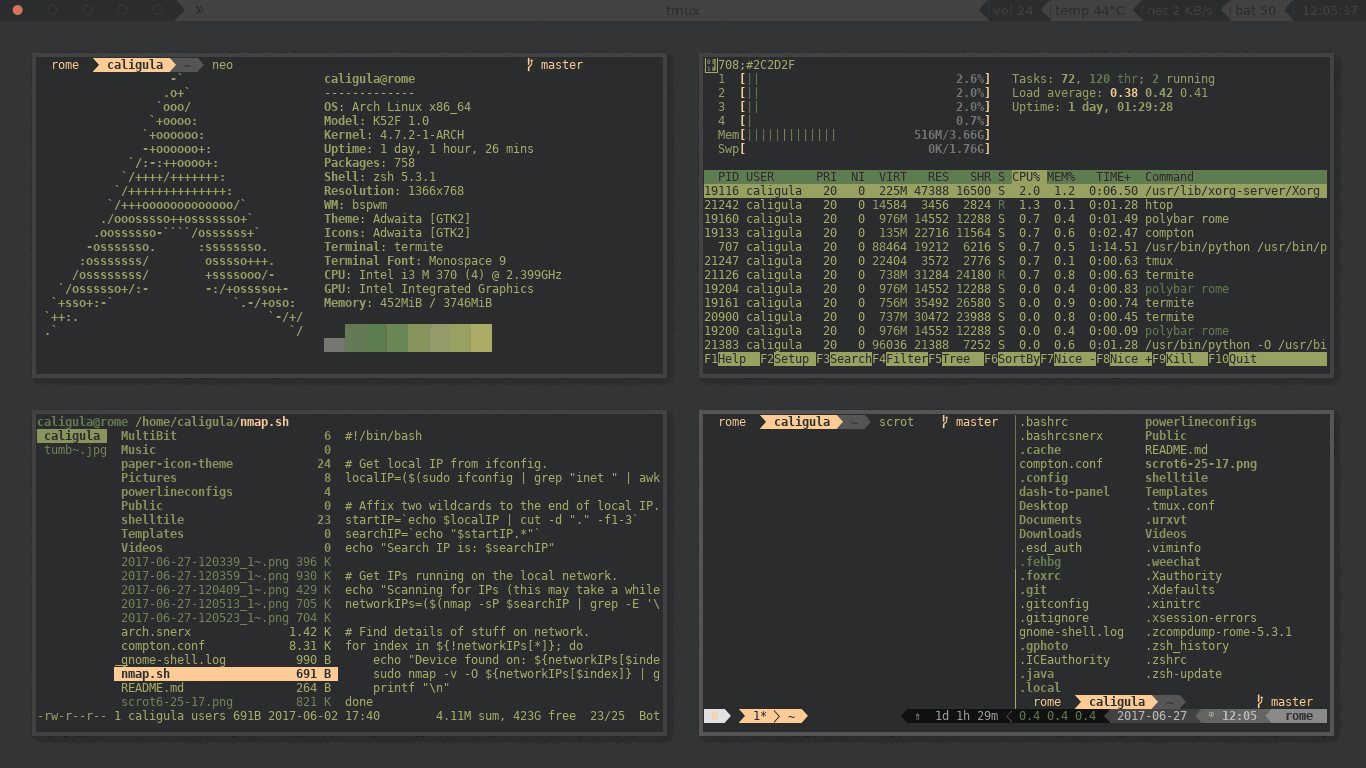 » tmux vol 24 temp 44°C net 2 KB/s bat 50 12:05:37
rome caligula ~ neo master
caligula@rome
-------------
OS: Arch Linux x86_64
Model: K52F 1.0
Kernel: 4.7.2-1-ARCH
Uptime: 1 day, 1 hour, 26 mins
Packages: 758
Shell: zsh 5.3.1
Resolution: 1366x768
WM: bspwm
Theme: Adwaita [GTK2]
Icons: Adwaita [GTK2]
Terminal: termite
Terminal Font: Monospace 9
CPU: Intel i3 M 370 (4) @ 2.399GHz
GPU: Intel Integrated Graphics
Memory: 452MiB / 3746MiB
-`
.o+`
`ooo/
`+oooo:
`+oooooo:
-+oooooo+:
`/:-:++oooo+:
`/++++/+++++++:
`/++++++++++++++:
`/+++ooooooooooooo/`
./ooosssso++osssssso+`
.oossssso-````/ossssss+`
-osssssso. :ssssssso.
:osssssss/ osssso+++.
/ossssssss/ +ssssooo/-
`/ossssso+/:- -:/+osssso+-
`+sso+:-` `.-/+oso:
`++:. `-/+/
.` `/
708;#2C2D2F
1 [|| 2.6%] Tasks: 72, 120 thr; 2 running
2 [|| 2.0%] Load average: 0.38 0.42 0.41
3 [|| 2.0%] Uptime: 1 day, 01:29:28
4 [| 0.7%]
Mem[||||||||||||| 516M/3.66G]
Swp[ 0K/1.76G]
PID USER PRI NI VIRT RES SHR S CPU% MEM% TIME+ Command
19116 caligula 20 0 225M 47388 16500 S 2.0 1.2 0:06.50 /usr/lib/xorg-server/Xorg
21242 caligula 20 0 14584 3456 2824 R 1.3 0.1 0:01.28 htop
19160 caligula 20 0 976M 14552 12288 S 0.7 0.4 0:01.49 polybar rome
19133 caligula 20 0 135M 22716 11564 S 0.7 0.6 0:02.47 compton
707 caligula 20 0 88464 19212 6216 S 0.7 0.5 1:14.51 /usr/bin/python /usr/bin/p
21247 caligula 20 0 22404 3572 2776 S 0.7 0.1 0:00.63 tmux
21126 caligula 20 0 738M 31284 24180 R 0.7 0.8 0:00.63 termite
19204 caligula 20 0 976M 14552 12288 S 0.0 0.4 0:00.83 polybar rome
19161 caligula 20 0 756M 35492 26580 S 0.0 0.9 0:00.74 termite
20900 caligula 20 0 737M 30472 23988 S 0.0 0.8 0:00.45 termite
19200 caligula 20 0 976M 14552 12288 S 0.0 0.4 0:00.09 polybar rome
21383 caligula 20 0 96036 21388 7252 S 0.0 0.6 0:01.28 /usr/bin/python -O /usr/bi
F1Help F2Setup F3SearchF4FilterF5Tree F6SortByF7Nice -F8Nice +F9Kill F10Quit
caligula@rome /home/caligula/nmap.sh
caligula MultiBit 6 #!/bin/bash
tumb~.jpg Music 0
paper-icon-theme 24 # Get local IP from ifconfig.
Pictures 8 localIP=($(sudo ifconfig | grep "inet " | awk
powerlineconfigs 4
Public 0 # Affix two wildcards to the end of local IP.
shelltile 23 startIP=`echo $localIP | cut -d "." -f1-3`
Templates 0 searchIP=`echo "$startIP.*"`
Videos 0 echo "Search IP is: $searchIP"
2017-06-27-120339_1~.png 396 K
2017-06-27-120359_1~.png 930 K # Get IPs running on the local network.
2017-06-27-120409_1~.png 429 K echo "Scanning for IPs (this may take a while
2017-06-27-120513_1~.png 705 K networkIPs=($(nmap -sP $searchIP | grep -E '\
2017-06-27-120523_1~.png 704 K
arch.snerx 1.42 K # Find details of stuff on network.
compton.conf 8.31 K for index in ${!networkIPs[*]}; do
_gnome-shell.log 990 B echo "Device found on: ${networkIPs[$inde
nmap.sh 691 B sudo nmap -v -O ${networkIPs[$index]} | g
README.md 264 B printf "\n"
scrot6-25-17.png 821 K done
-rw-r--r-- 1 caligula users 691B 2017-06-02 17:40 4.11M sum, 423G free 23/25 Bot
rome caligula ~ scrot master
.bashrc powerlineconfigs
.bashrcsnerx Public
.cache README.md
compton.conf scrot6-25-17.png
.config shelltile
dash-to-panel Templates
Desktop .tmux.conf
Documents .urxvt
Downloads Videos
.esd_auth .viminfo
.fehbg .weechat
.foxrc .Xauthority
.git .Xdefaults
.gitconfig .xinitrc
.gitignore .xsession-errors
gnome-shell.log .zcompdump-rome-5.3.1
.gphoto .zsh_history
.ICEauthority .zshrc
.java .zsh-update
.local
rome caligula ~ master
1* ~ ⇑ 1d 1h 29m 0.4 0.4 0.4 2017-06-27 12:05 rome